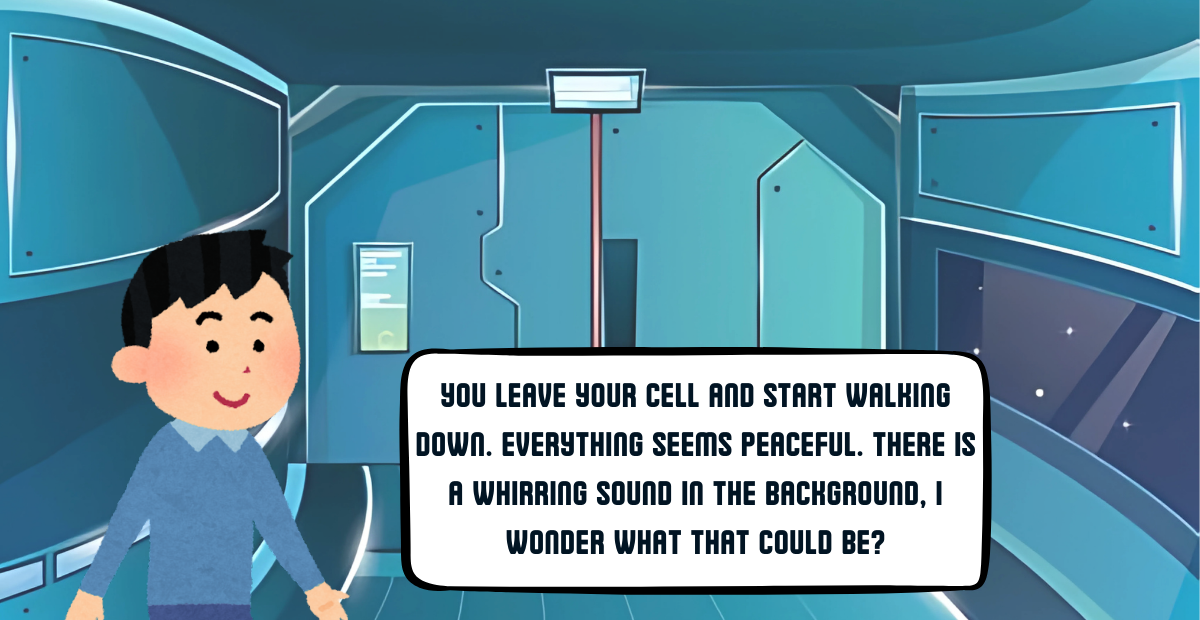 YOU LEAVE YOUR CELL AND START WALKING
DOWN. EVERYTHING SEEMS PEACEFUL. THERE IS
A WHIRRING SOUND IN THE BACKGROUND, I
WONDER WHAT THAT COULD BE?